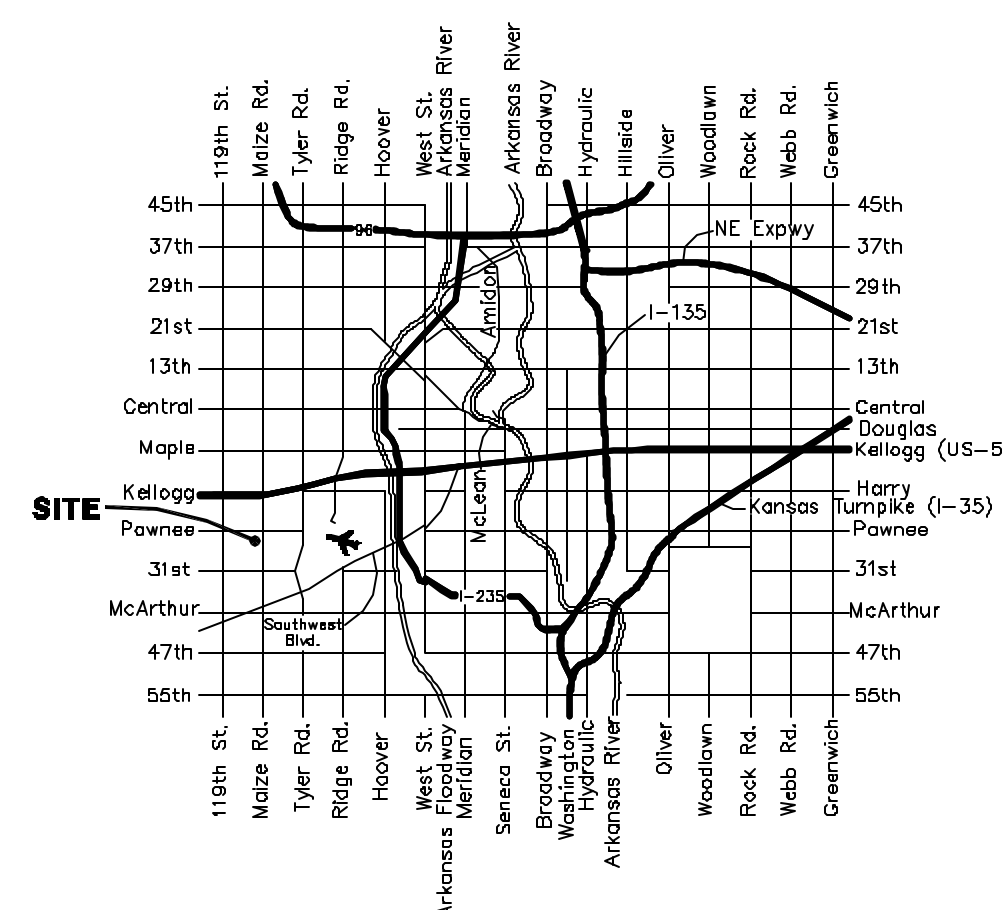 119th St.
Maize Rd.
Tyler Rd.
Ridge Rd.
Hoover
West St.
Arkansas River
Meridian
Arkansas River
Broadway
Hydraulic
Hillside
Oliver
Woodlawn
Rock Rd.
Webb Rd.
Greenwich
45th
45th
NE Expwy
96
37th
37th
29th
29th
Amidon
I-135
21st
21st
13th
13th
Central
Central
Douglas
Maple
Kellogg (US-5
Kellogg
Harry
McLean
SITE
Kansas Turnpike (I-35)
Pawnee
Pawnee
31st
31st
I-235
McArthur
McArthur
Southwest
Blvd.
47th
47th
55th
55th
119th St.
Maize Rd.
Tyler Rd.
Ridge Rd.
Hoover
West St.
Arkansas Floodway
Meridian
Seneca St.
Broadway
Washington
Hydraulic
Arkansas River
Oliver
Woodlawn
Rock Rd.
Webb Rd.
Greenwich